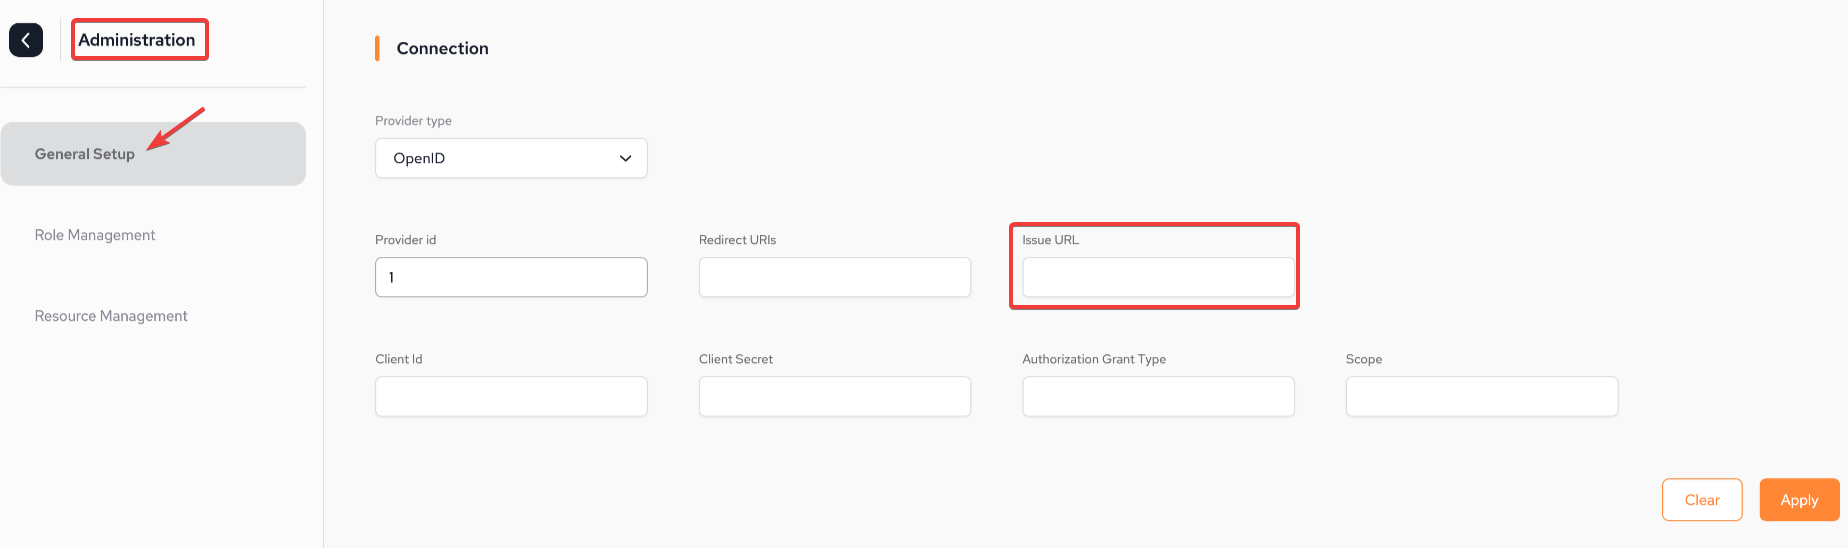 Administration
General Setup
Role Management
Resource Management
Connection
Provider type
OpenID
Provider id
Redirect URIs
Issue URL
1
Client Id
Client Secret
Authorization Grant Type
Scope
Clear
Apply